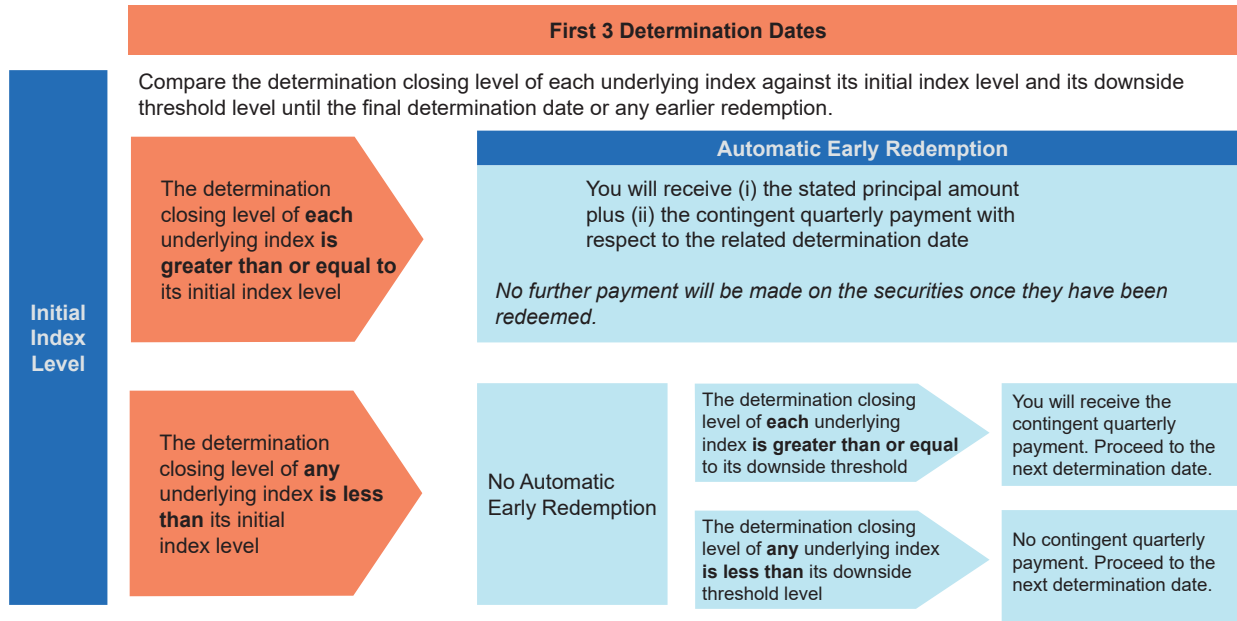 First 3 Determination Dates
Compare the determination closing level of each underlying index against its initial index level and its downside
threshold level until the final determination date or any earlier redemption.
Initial
Index
Level
The determination
closing level of each
underlying index is
greater than or equal to
its initial index level
Automatic Early Redemption
You will receive (i) the stated principal amount
plus (ii) the contingent quarterly payment with
respect to the related determination date
No further payment will be made on the securities once they have been
redeemed.
The determination
closing level of any
underlying index is less
than its initial
index level
No Automatic
Early Redemption
The determination closing
level of each underlying
index is greater than or equal
to its downside threshold
You will receive the
contingent quarterly
payment. Proceed to the
next determination date.
The determination closing
level of any underlying index
is less than its downside
threshold level
No contingent quarterly
payment. Proceed to the
next determination date.